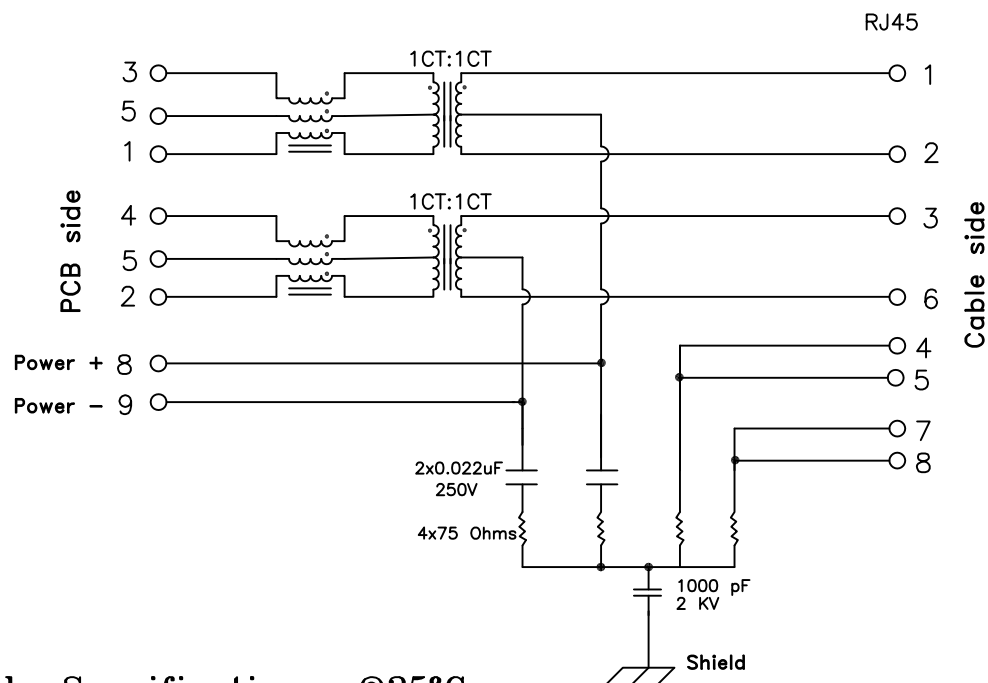 RJ45
1CT:1CT
3
1
5
1
2
1CT:1CT
4
3
5
2
6
PCB side
Cable side
Power + 8
4
5
Power - 9
7
8
2x0.022uF
250V
4x75 Ohms
1000 pF
2 KV
Shield